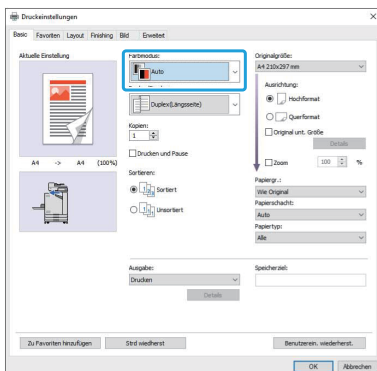 Druckeinstellungen
Basic Favoriten Layout Finishing Bild Erweitert
Aktuelle Einstellung
A4 -> A4 (100%)
Farbmodus:
Auto
Duplex(Längsseite)
Kopien:
1
Drucken und Pause
Sortieren:
Sortiert
Unsortiert
Originalgröße:
A4 210x297 mm
Ausrichtung:
Hochformat
Querformat
Original unt. Größe
Details
Zoom 100 %
Papiergr.:
Wie Original
Papierschacht:
Auto
Papiertyp:
Alle
Ausgabe:
Drucken
Details
Speicherziel:
Zu Favoriten hinzufügen Strd wiedherst Benutzerein. wiederherst.
OK Abbrechen